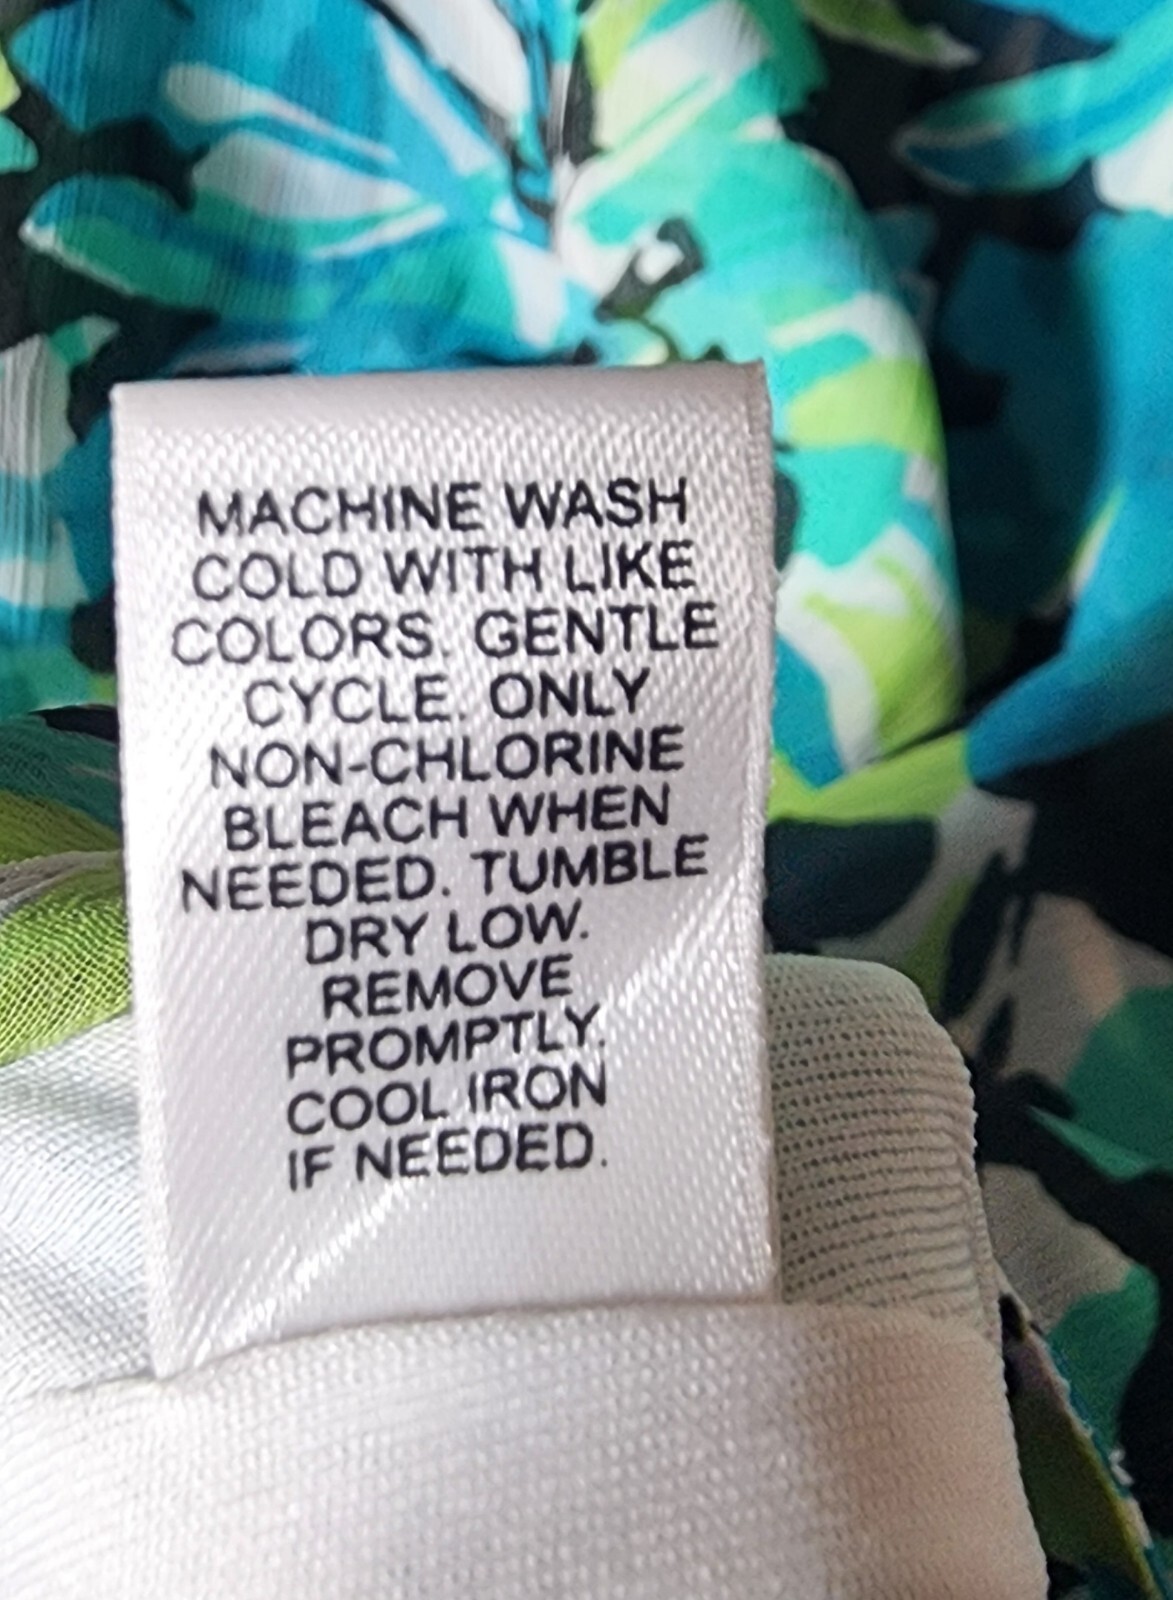 MACHINE WASH
COLD WITH LIKE
COLORS. GENTLE
CYCLE. ONLY
NON-CHLORINE
BLEACH WHEN
NEEDED. TUMBLE
DRY LOW.
REMOVE
PROMPTLY.
COOL IRON
IF NEEDED.